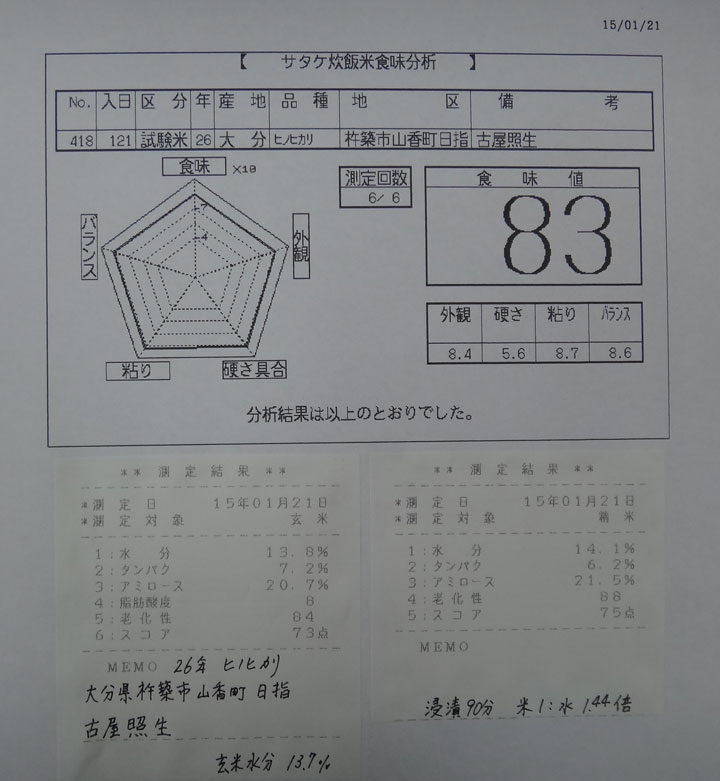 15/01/21
【 サタケ炊飯米食味分析 】
No. 入日 区分 年 産地 品種 地区 備考
418 121 試験米 26 大分 ヒノヒカリ 杵築市山香町日指 古屋照生
食味 ×10
7
4
バランス
外観
粘り
硬さ具合
測定回数
6/ 6
食味値
83
外観 硬さ 粘り バランス
8.4 5.6 8.7 8.6
分析結果は以上のとおりでした。
** 測定結果 **
*測定日 15年01月21日
*測定対象 玄米
1:水分 13.8%
2:タンパク 7.2%
3:アミロース 20.7%
4:脂肪酸度 8
5:老化性 84
6:スコア 73点
MEMO 26年 ヒノヒカリ
大分県杵築市山香町 日指
古屋照生
玄米水分 13.7%
** 測定結果 **
*測定日 15年01月21日
*測定対象 精米
1:水分 14.1%
2:タンパク 6.2%
3:アミロース 21.5%
4:老化性 88
5:スコア 75点
MEMO
浸漬90分 米1:水1.44倍